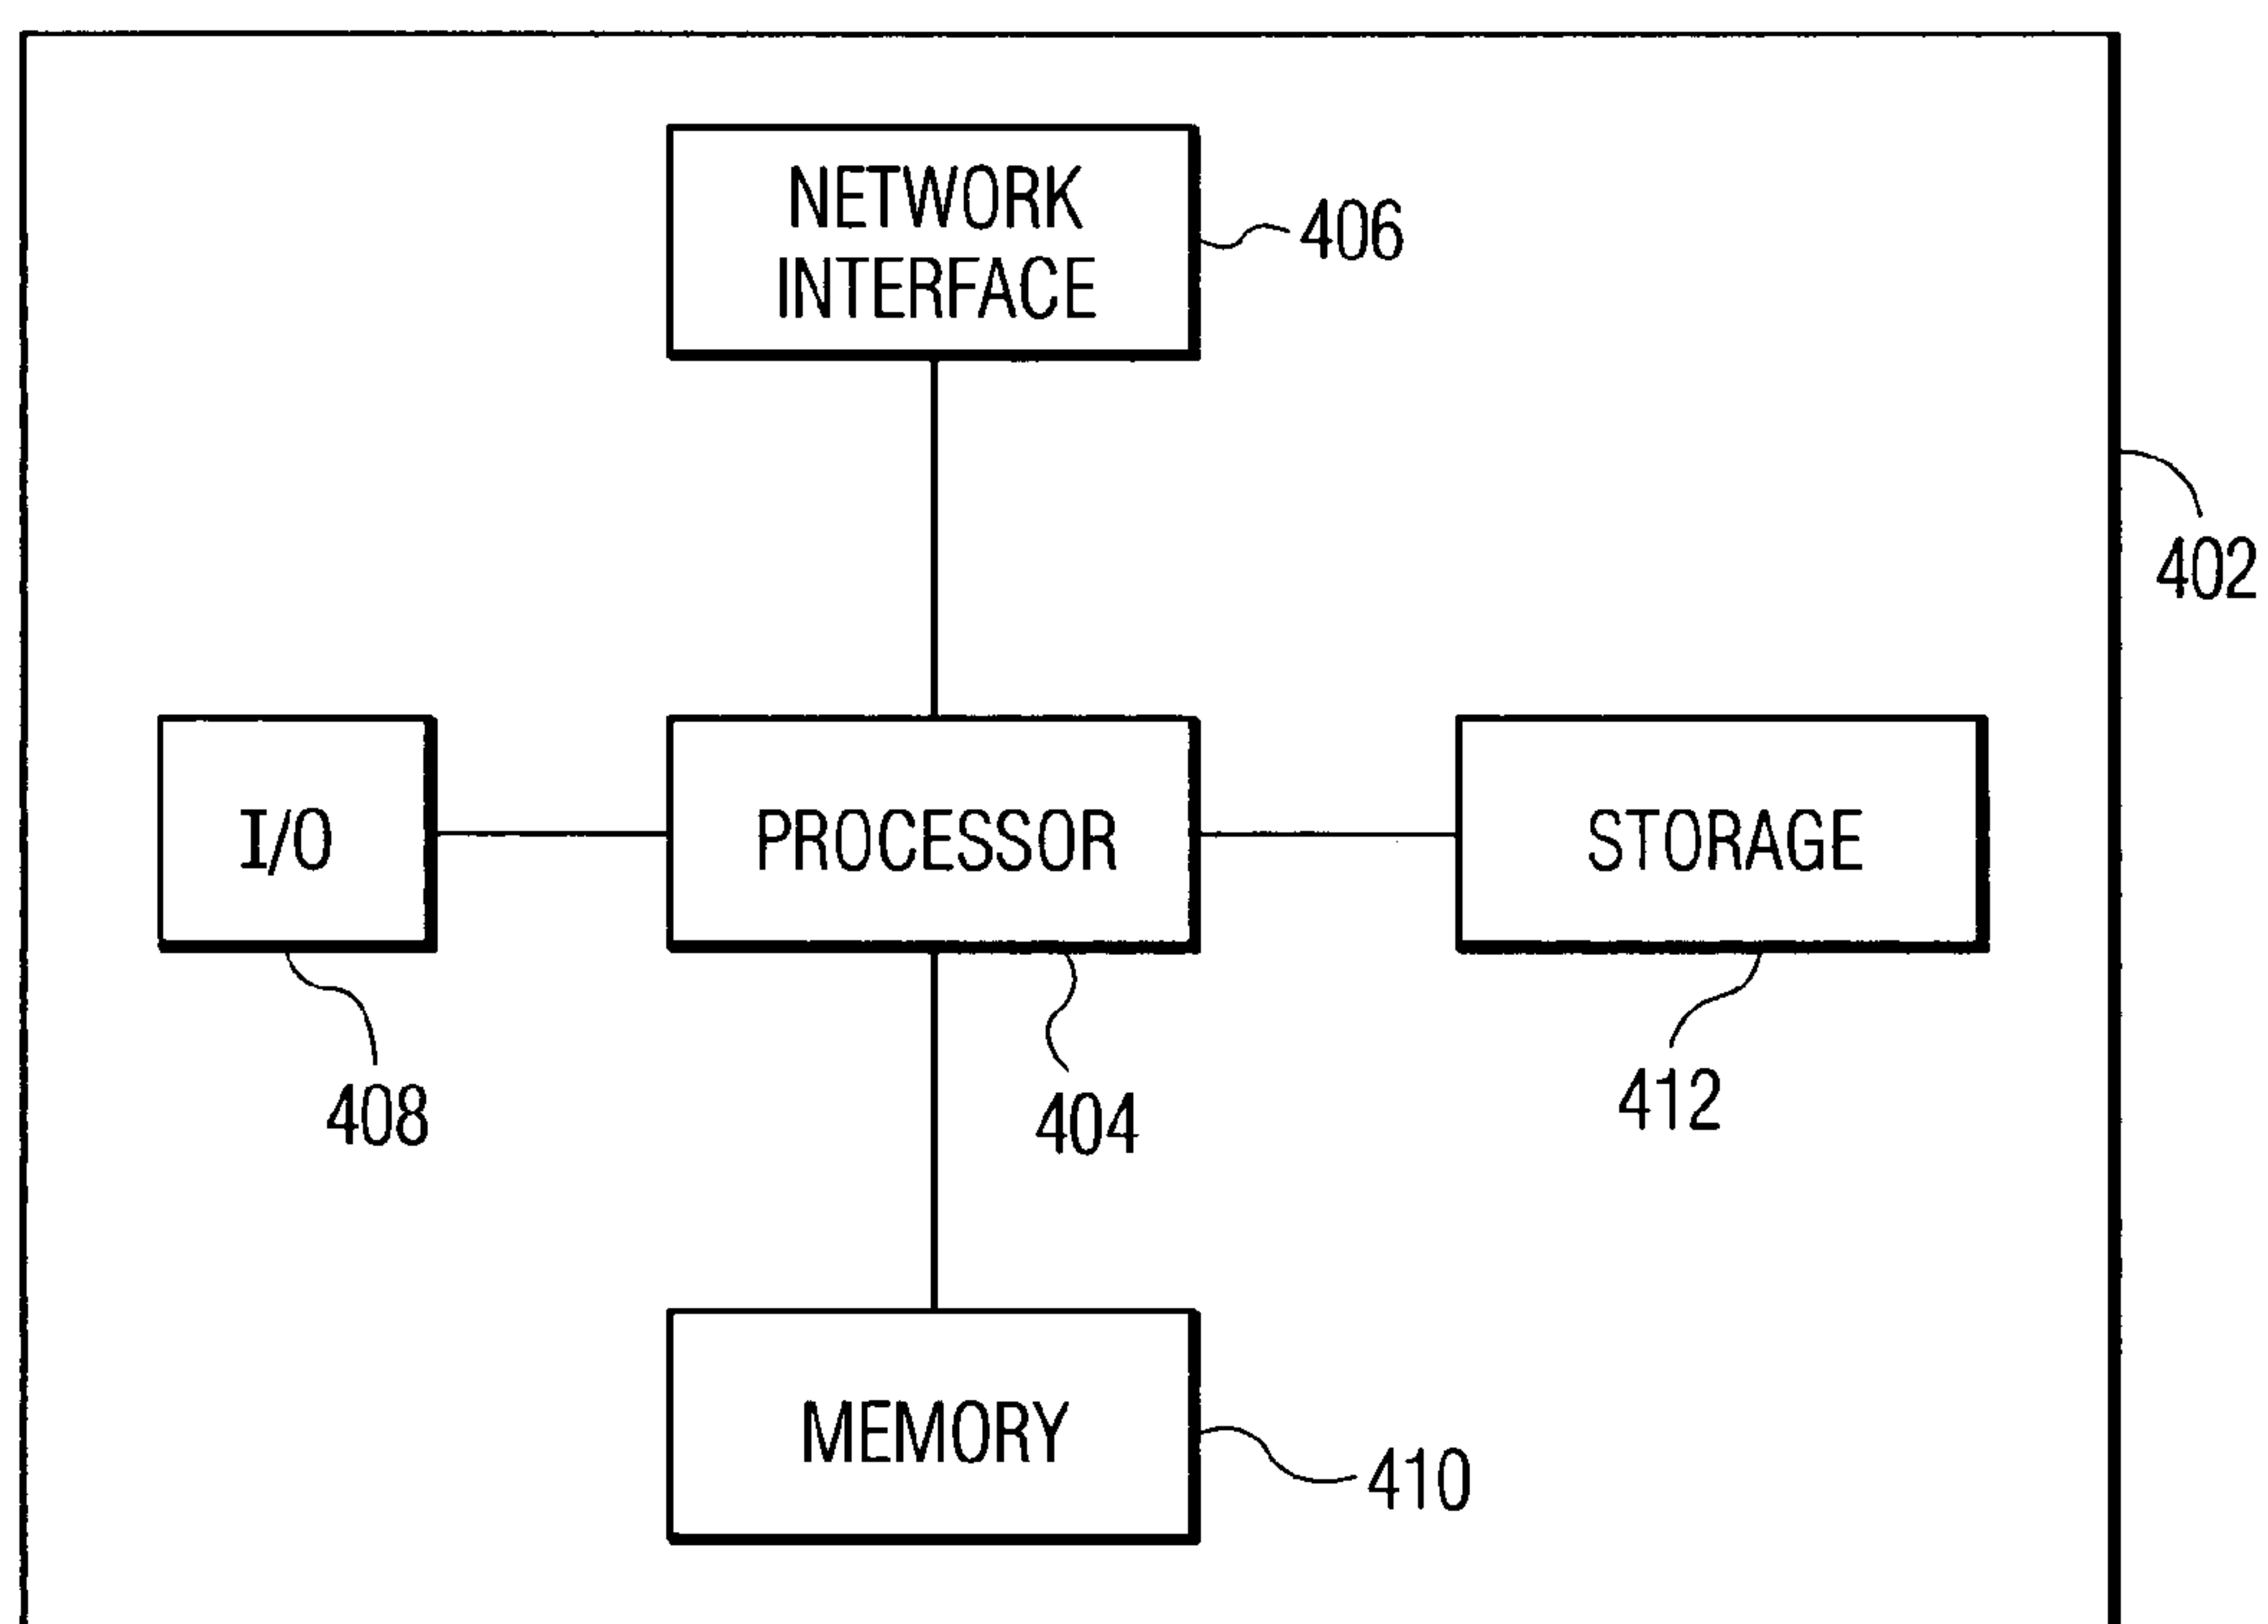 NETWORK
INTERFACE
406
402
I/O
PROCESSOR
STORAGE
408
404
412
MEMORY
410